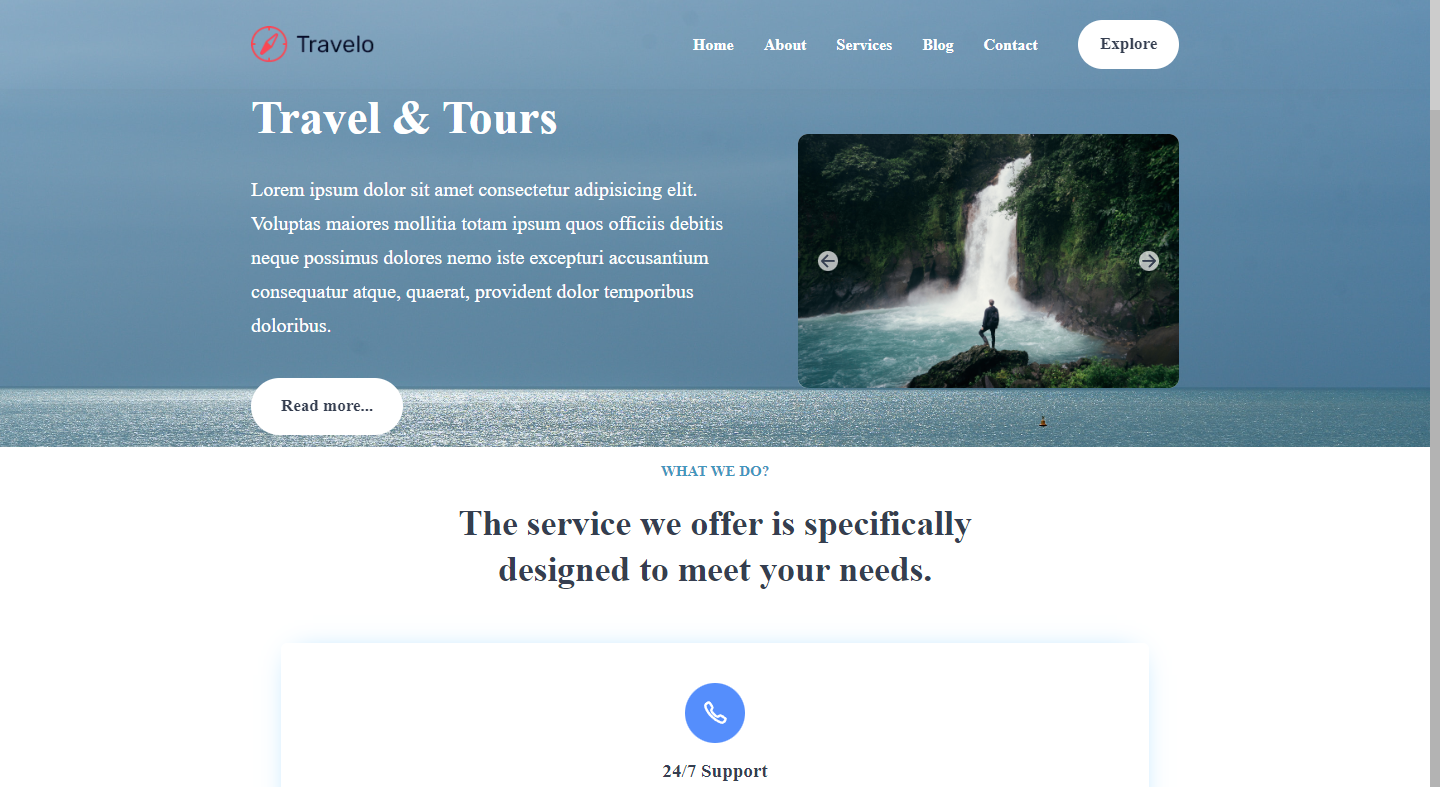 Travelo
Home About Services Blog Contact Explore
Travel & Tours
Lorem ipsum dolor sit amet consectetur adipisicing elit.
Voluptas maiores mollitia totam ipsum quos officiis debitis
neque possimus dolores nemo iste excepturi accusantium
consequatur atque, quaerat, provident dolor temporibus
doloribus.
Read more...
WHAT WE DO?
The service we offer is specifically
designed to meet your needs.
24/7 Support